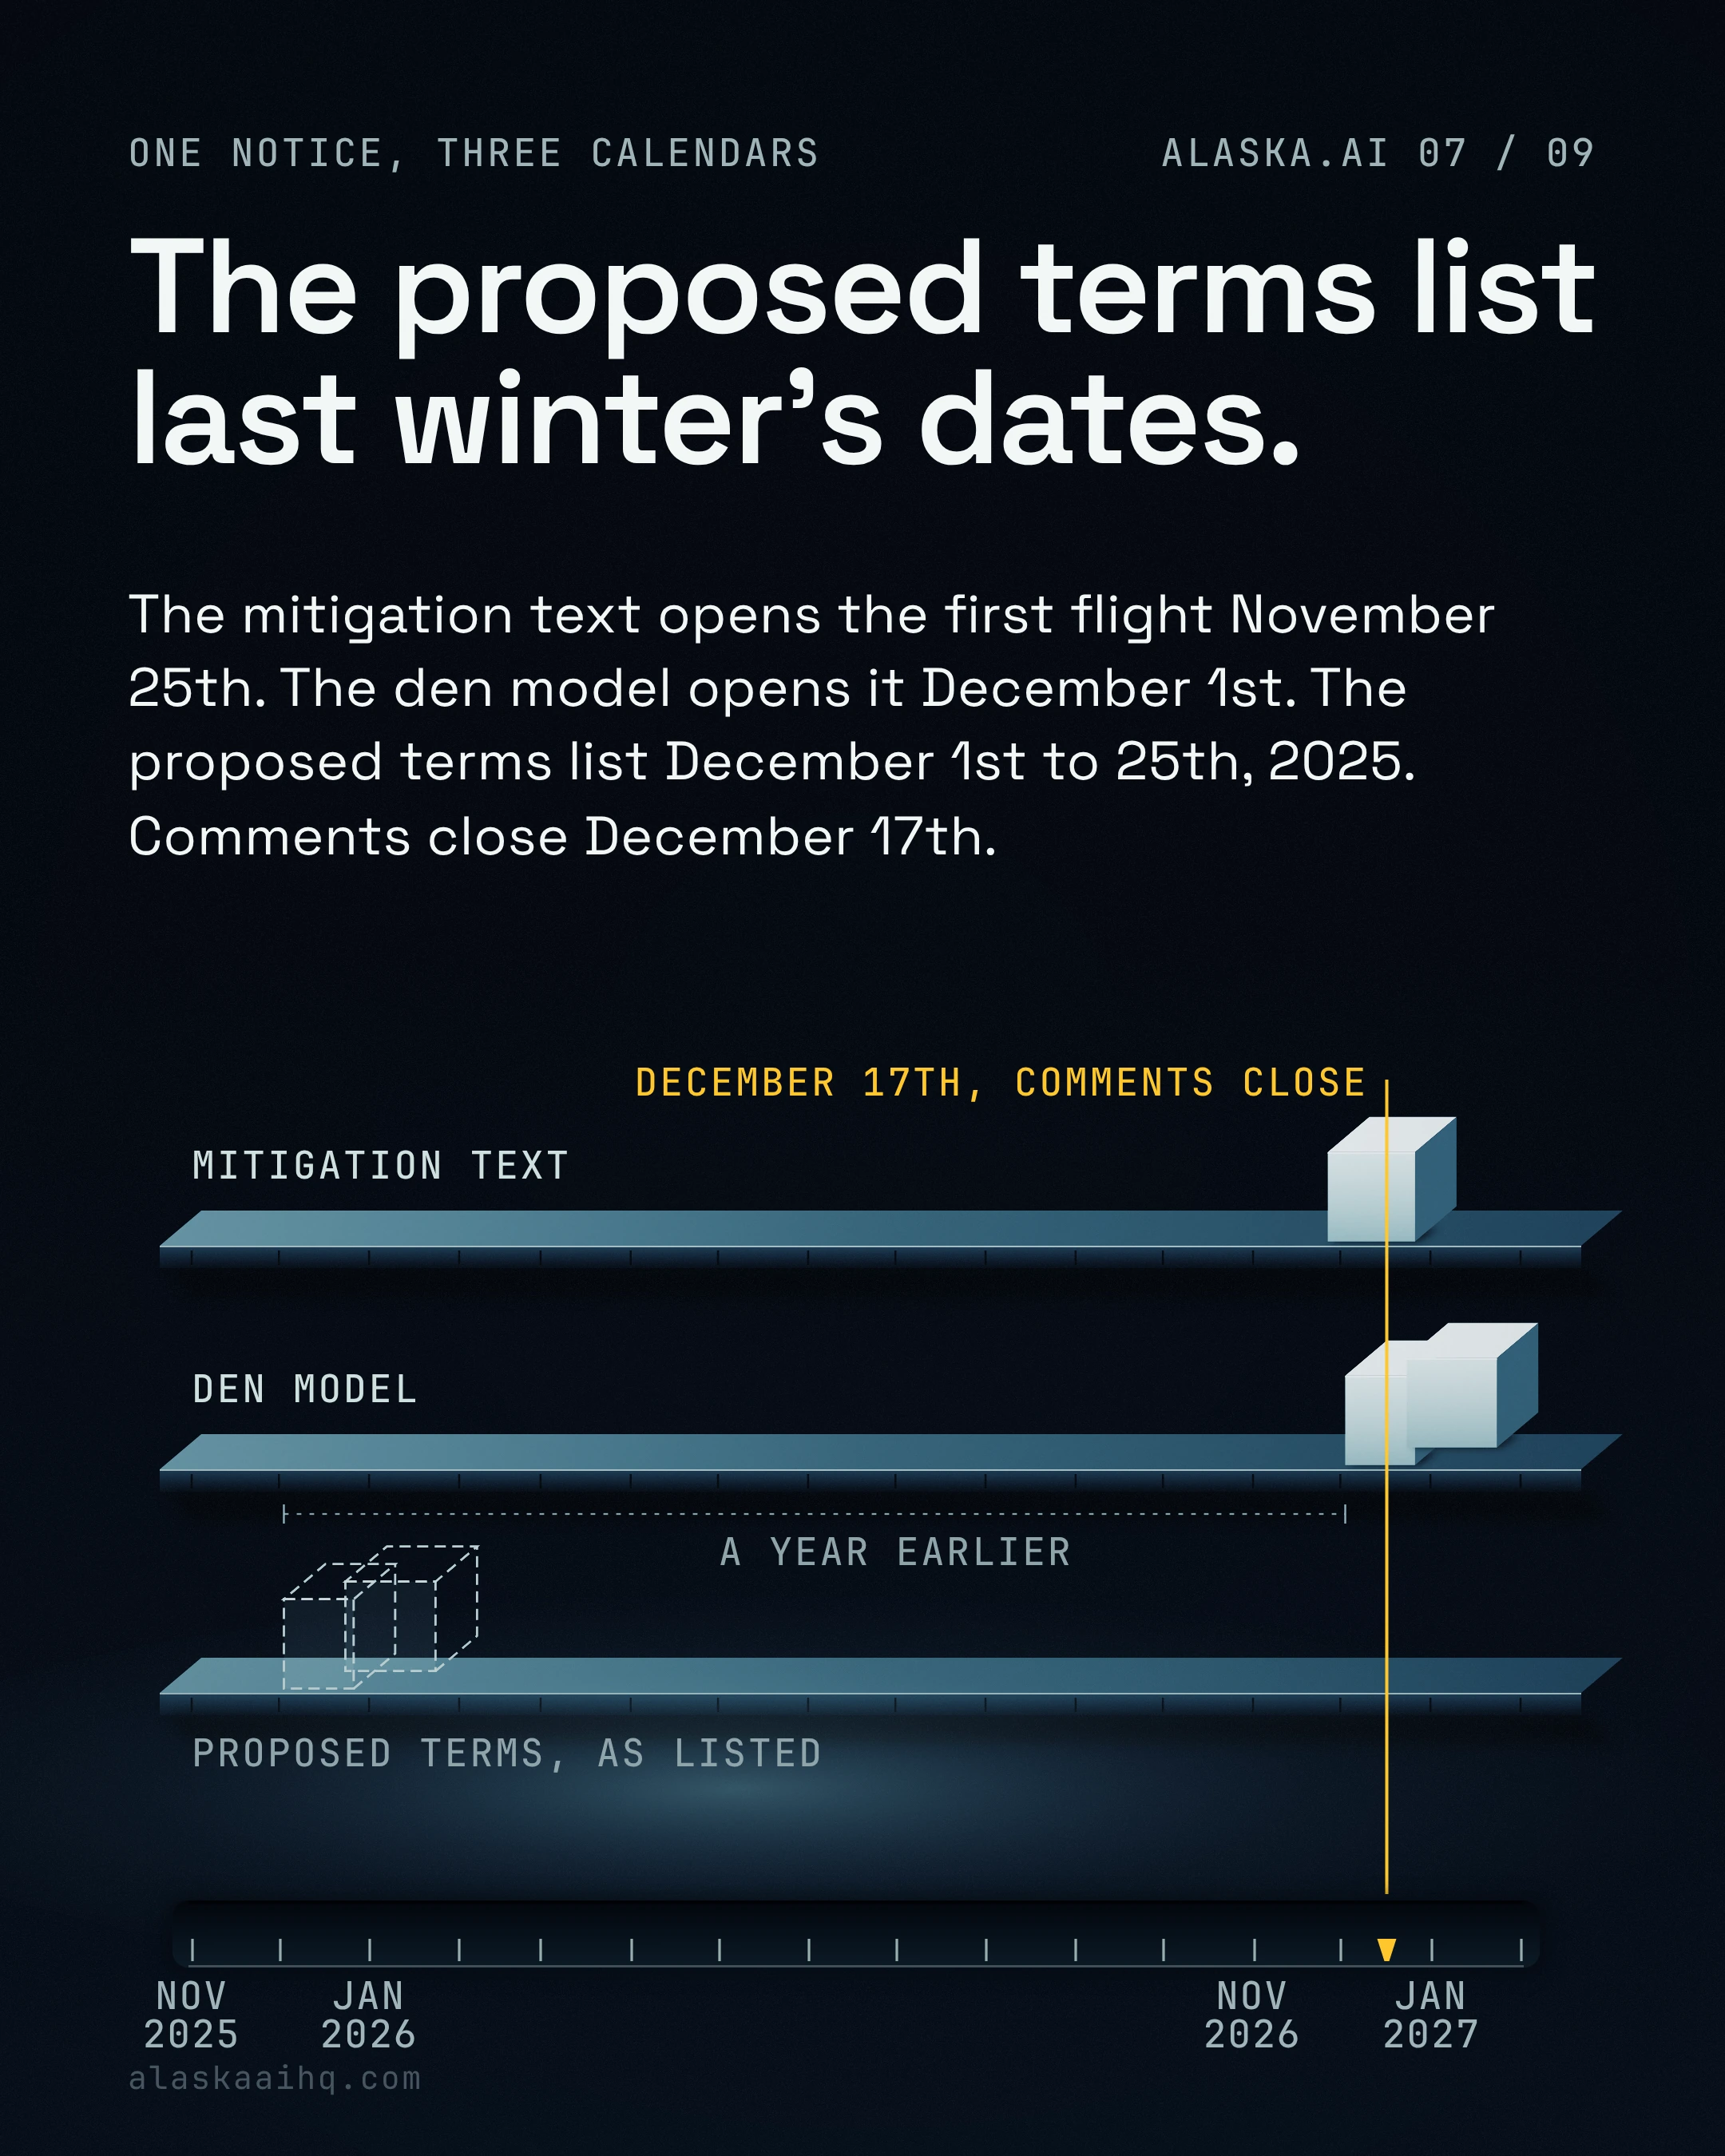 ONE NOTICE, THREE CALENDARS
ALASKA.AI 07 / 09
The proposed terms list
last winter’s dates.
The mitigation text opens the first flight November
25th. The den model opens it December 1st. The
proposed terms list December 1st to 25th, 2025.
Comments close December 17th.
DECEMBER 17TH, COMMENTS CLOSE
MITIGATION TEXT
DEN MODEL
A YEAR EARLIER
PROPOSED TERMS, AS LISTED
NOV
2025
JAN
2026
NOV
2026
JAN
2027
alaskaaihq.com